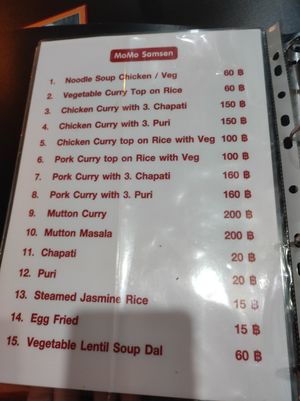 MoMo Samsen
1. Noodle Soup Chicken / Veg 60 ฿
2. Vegetable Curry Top on Rice 60 ฿
3. Chicken Curry with 3. Chapati 150 ฿
4. Chicken Curry with 3. Puri 150 ฿
5. Chicken Curry top on Rice with Veg 100 ฿
6. Pork Curry top on Rice with Veg 100 ฿
7. Pork Curry with 3. Chapati 160 ฿
8. Pork Curry with 3. Puri 160 ฿
9. Mutton Curry 200 ฿
10. Mutton Masala 200 ฿
11. Chapati 20 ฿
12. Puri 20 ฿
13. Steamed Jasmine Rice 15 ฿
14. Egg Fried 15 ฿
15. Vegetable Lentil Soup Dal 60 ฿